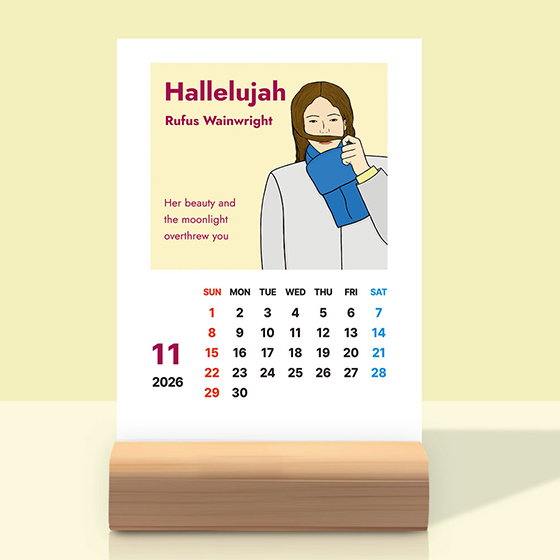 Hallelujah
Rufus Wainwright
Her beauty and
the moonlight
overthrew you
11
2026
SUN MON TUE WED THU FRI SAT
1 2 3 4 5 6 7
8 9 10 11 12 13 14
15 16 17 18 19 20 21
22 23 24 25 26 27 28
29 30